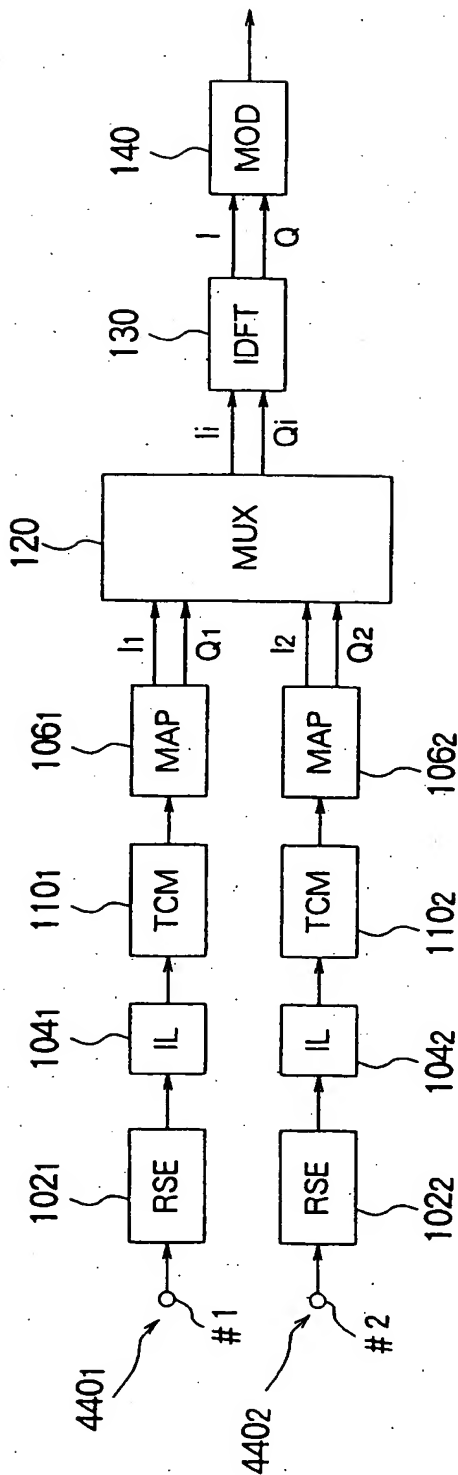 440₁
#1
102₁
RSE
104₁
IL
110₁
TCM
106₁
MAP
I₁
Q₁
440₂
#2
RSE
102₂
IL
104₂
TCM
110₂
MAP
106₂
I₂
Q₂
120
MUX
Ii
Qi
130
IDFT
I
Q
140
MOD